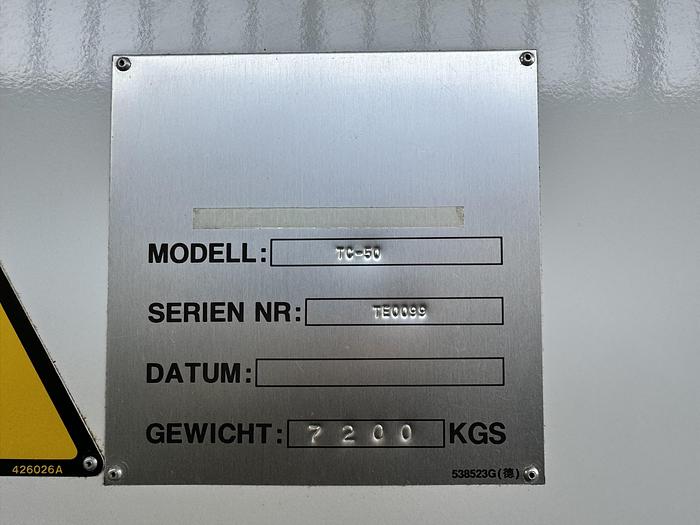 MODELL: TC-50
SERIEN NR: TE0099
DATUM:
GEWICHT: 7200 KGS
538523G(德)
426026A